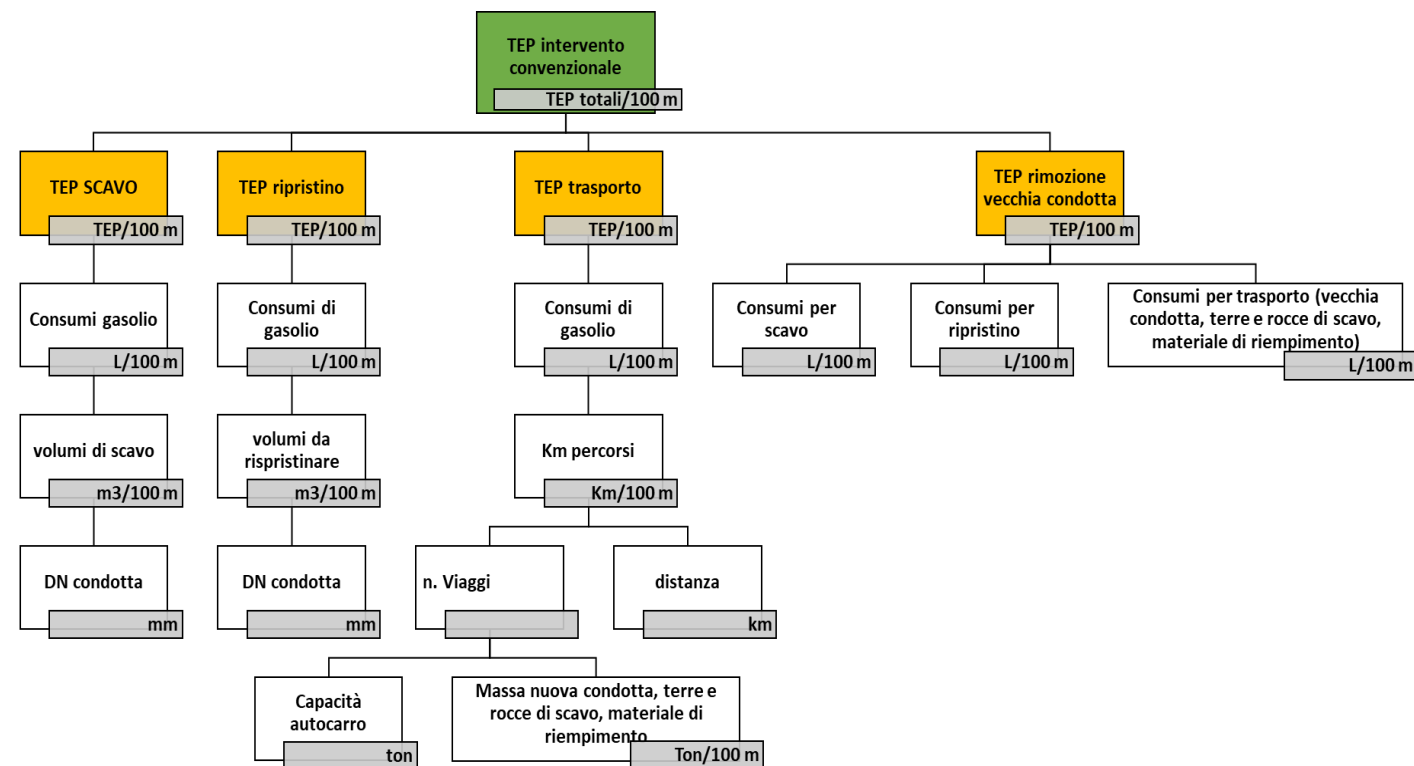 TEP intervento
convenzionale
TEP totali/100 m
TEP SCAVO
TEP/100 m
TEP ripristino
TEP/100 m
TEP trasporto
TEP/100 m
TEP rimozione
vecchia condotta
TEP/100 m
Consumi gasolio
L/100 m
Consumi di
gasolio
L/100 m
Consumi di
gasolio
L/100 m
Consumi per
scavo
L/100 m
Consumi per
ripristino
L/100 m
Consumi per trasporto (vecchia
condotta, terre e rocce di scavo,
materiale di riempimento)
L/100 m
volumi di scavo
m3/100 m
volumi da
rispristinare
m3/100 m
Km percorsi
Km/100 m
DN condotta
mm
DN condotta
mm
n. Viaggi
distanza
km
Capacità
autocarro
ton
Massa nuova condotta, terre e
rocce di scavo, materiale di
riempimento
Ton/100 m